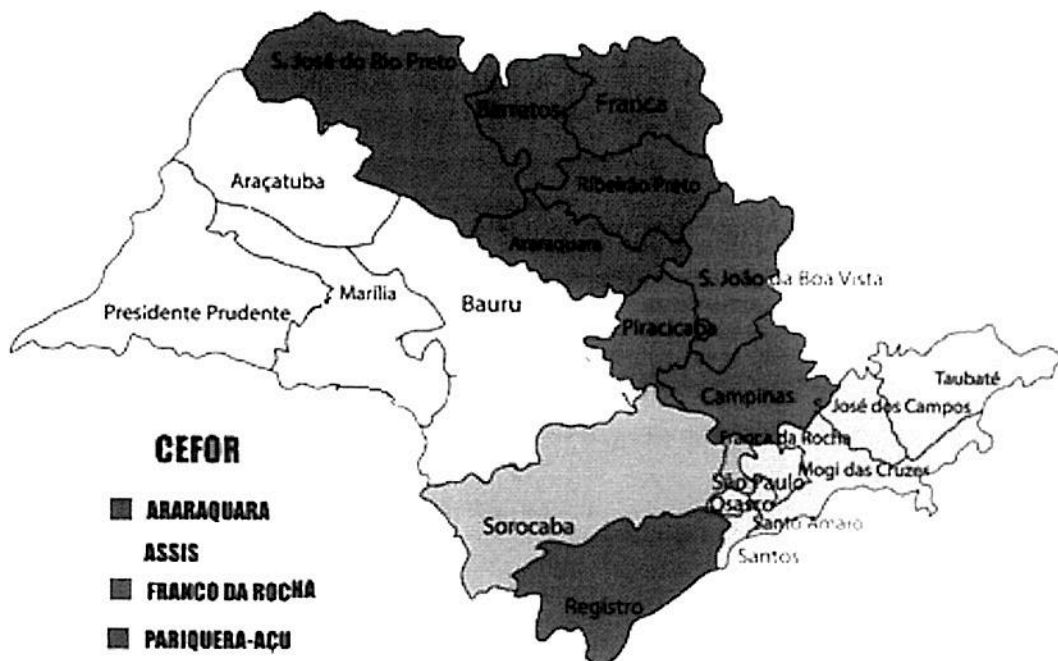 S. José do Rio Preto
Barretos
Franca
Araçatuba
Ribeirão Preto
Araraquara
S. João da Boa Vista
Presidente Prudente
Marília
Bauru
Piracicaba
Campinas
Taubaté
S. José dos Campos
Franca da Rocha
Mogi das Cruzes
São Paulo
Osasco
Santo Amaro
Sorocaba
Santos
Registro
CEFOR
ARARAQUARA
ASSIS
FRANCO DA ROCHA
PARIQUERA-AÇU